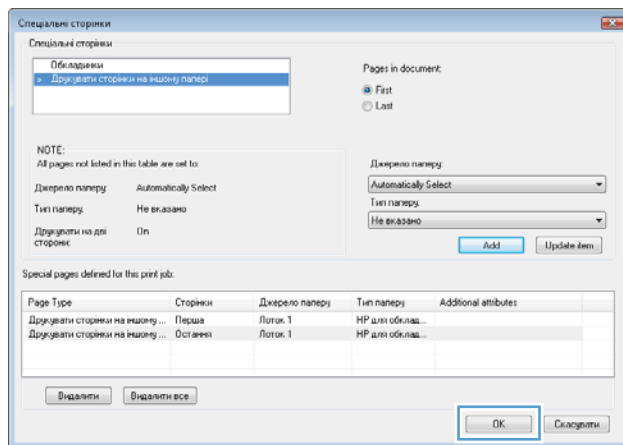 Спеціальні сторінки
Спеціальні сторінки
Обкладинки
» Друкувати сторінки на іншому папері
Pages in document:
First
Last
NOTE:
All pages not listed in this table are set to:
Джерело паперу: Automatically Select
Тип паперу: Не вказано
Друкувати на дві сторони: On
Джерело паперу:
Automatically Select
Тип паперу:
Не вказано
Add Update item
Special pages defined for this print job:
Page Type Сторінки Джерело паперу Тип паперу Additional attributes
Друкувати сторінки на іншому ... Перша Лоток 1 HP для обклад...
Друкувати сторінки на іншому ... Остання Лоток 1 HP для обклад...
Видалити Видалити все
OK Скасувати